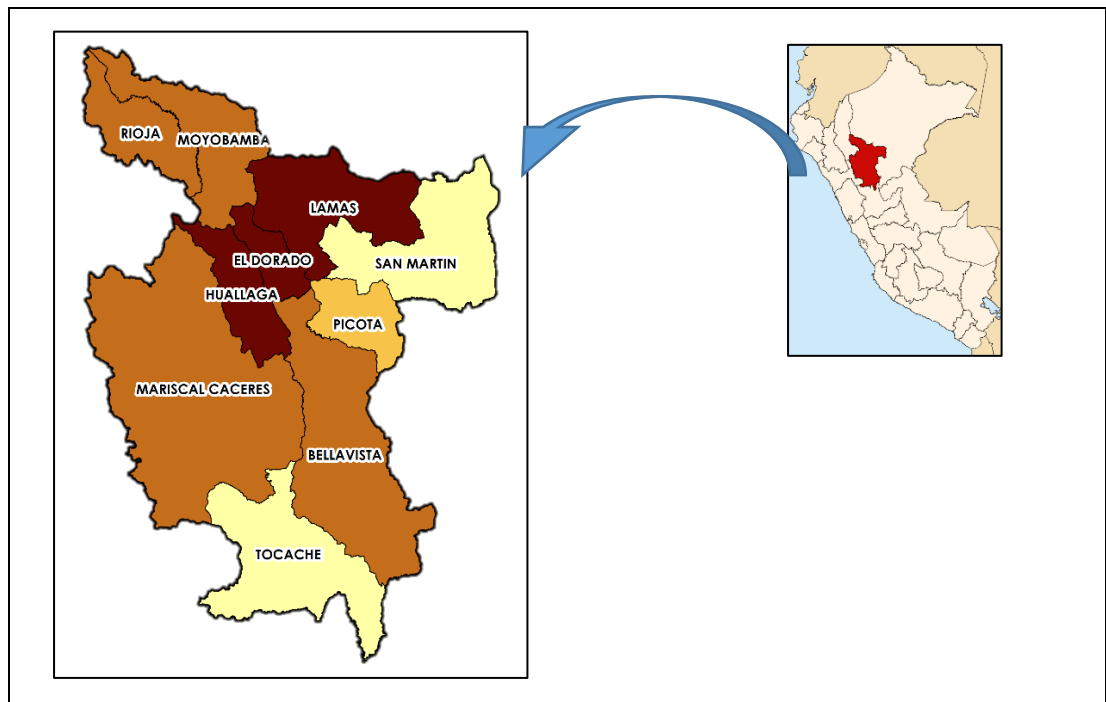 RIOJA
MOYOBAMBA
LAMAS
EL DORADO
SAN MARTIN
HUALLAGA
PICOTA
MARISCAL CACERES
BELLAVISTA
TOCACHE